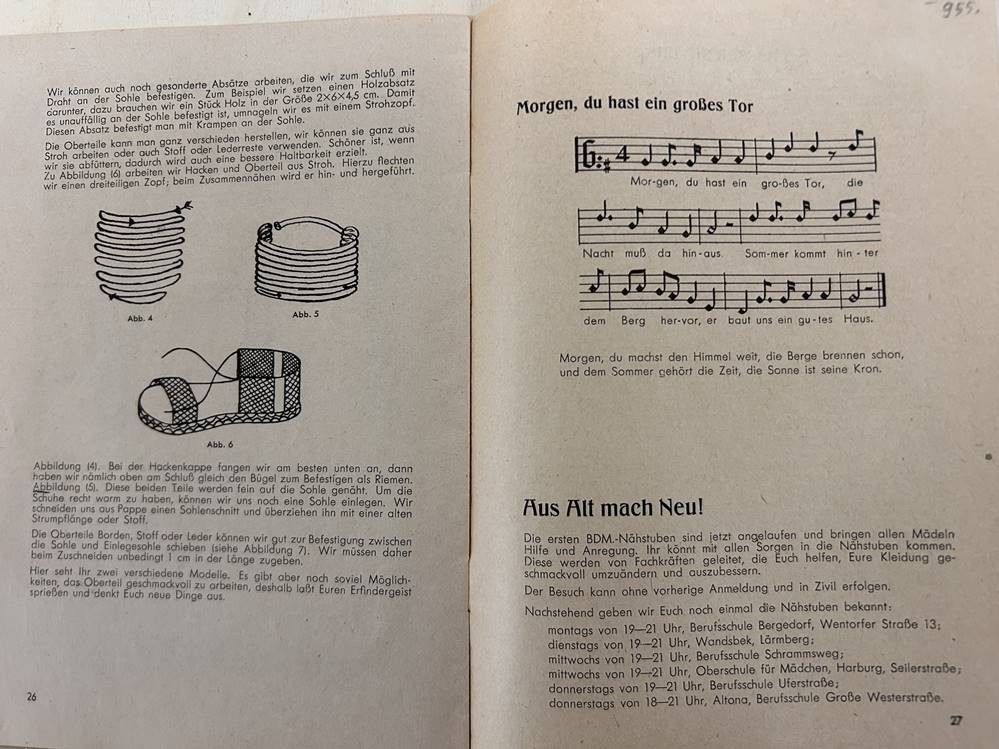 Wir können auch noch gesonderte Absätze arbeiten, die wir zum Schluß mit
Draht an der Sohle befestigen. Zum Beispiel wir setzen einen Holzabsatz
darunter, dazu brauchen wir ein Stück Holz in der Größe 2×6×4,5 cm. Damit
es unauffällig an der Sohle befestigt ist, umnageln wir es mit einem Strohzopf.
Diesen Absatz befestigt man mit Krampen an der Sohle.
Die Oberteile kann man ganz verschieden herstellen, wir können sie ganz aus
Stroh arbeiten oder auch Stoff oder Lederreste verwenden. Schöner ist, wenn
wir sie abfüttern, dadurch wird auch eine bessere Haltbarkeit erzielt.
Zu Abbildung (6) arbeiten wir Hacken und Oberteil aus Stroh. Hierzu flechten
wir einen dreiteiligen Zopf; beim Zusammennähen wird er hin- und hergeführt.
Abb. 4
Abb. 5
Abb. 6
Abbildung (4). Bei der Hackenkappe fangen wir am besten unten an, dann
haben wir nämlich oben am Schluß gleich den Bügel zum Befestigen als Riemen.
Abbildung (5). Diese beiden Teile werden fein auf die Sohle genäht. Um die
Schuhe recht warm zu haben, können wir uns noch eine Sohle einlegen. Wir
schneiden uns aus Pappe einen Sohlenschnitt und überziehen ihn mit einer alten
Strumpflänge oder Stoff.
Die Oberteile Borden, Stoff oder Leder können wir gut zur Befestigung zwischen
die Sohle und Einlegesohle schieben (siehe Abbildung 7). Wir müssen daher
beim Zuschneiden unbedingt 1 cm in der Länge zugeben.
Hier seht Ihr zwei verschiedene Modelle. Es gibt aber noch soviel Möglich-
keiten, das Oberteil geschmackvoll zu arbeiten, deshalb laßt Euren Erfindergeist
sprießen und denkt Euch neue Dinge aus.
26
955.
Morgen, du hast ein großes Tor
4
Mor-gen, du hast ein gro-ßes Tor, die
Nacht muß da hin-aus. Som-mer kommt hin-ter
dem Berg her-vor, er baut uns ein gu-tes Haus.
Morgen, du machst den Himmel weit, die Berge brennen schon,
und dem Sommer gehört die Zeit, die Sonne ist seine Kron.
Aus Alt mach Neu!
Die ersten BDM.-Nähstuben sind jetzt angelaufen und bringen allen Mädeln
Hilfe und Anregung. Ihr könnt mit allen Sorgen in die Nähstuben kommen.
Diese werden von Fachkräften geleitet, die Euch helfen, Eure Kleidung ge-
schmackvoll umzuändern und auszubessern.
Der Besuch kann ohne vorherige Anmeldung und in Zivil erfolgen.
Nachstehend geben wir Euch noch einmal die Nähstuben bekannt:
montags von 19—21 Uhr, Berufsschule Bergedorf, Wentorfer Straße 13;
dienstags von 19—21 Uhr, Wandsbek, Lärmberg;
mittwochs von 19—21 Uhr, Berufsschule Schrammsweg;
mittwochs von 19—21 Uhr, Oberschule für Mädchen, Harburg, Seilerstraße;
donnerstags von 19—21 Uhr, Berufsschule Uferstraße;
donnerstags von 18—21 Uhr, Altona, Berufsschule Große Westerstraße.
27